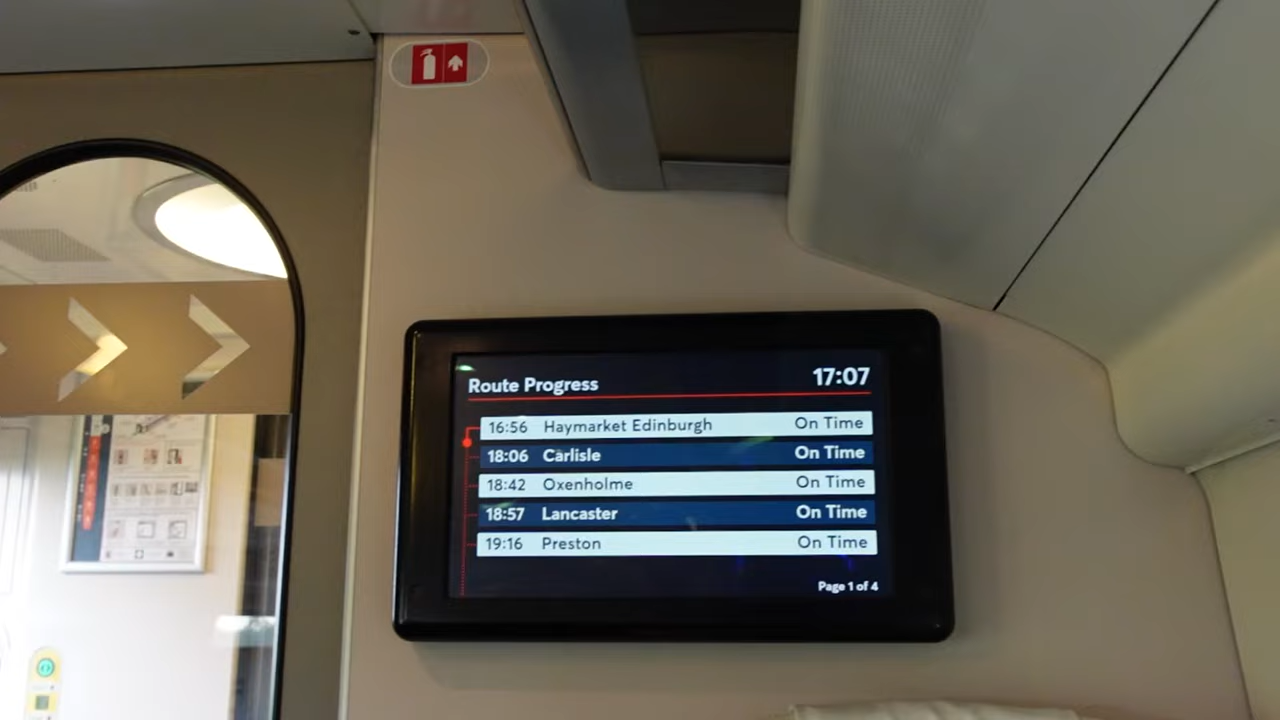 Route Progress 17:07
16:56 Haymarket Edinburgh On Time
18:06 Carlisle On Time
18:42 Oxenholme On Time
18:57 Lancaster On Time
19:16 Preston On Time
Page 1 of 4